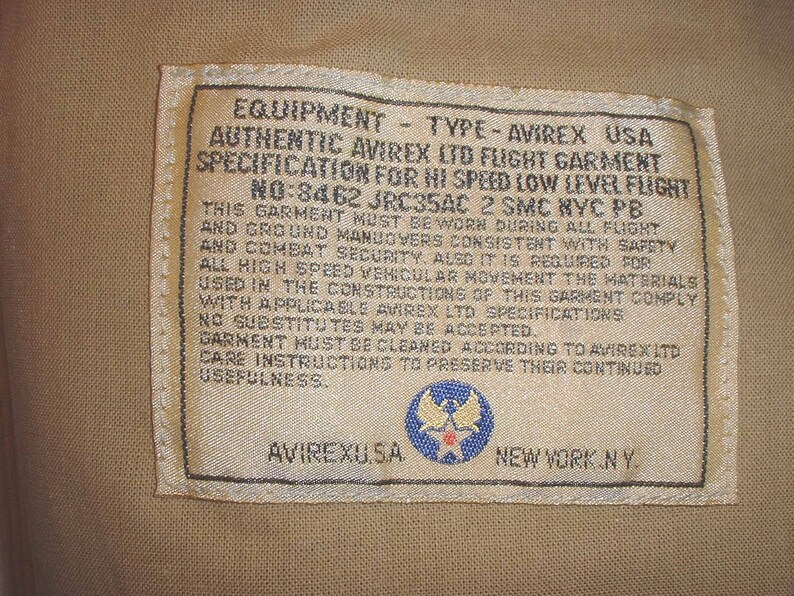 EQUIPMENT - TYPE - AVIREX USA
AUTHENTIC AVIREX LTD FLIGHT GARMENT
SPECIFICATION FOR HI SPEED LOW LEVEL FLIGHT
NO:3462 JRC35AC 2 SMC NYC PB
THIS GARMENT MUST BE WORN DURING ALL FLIGHT
AND GROUND MANUOVERS CONSISTENT WITH SAFETY
AND COMBAT SECURITY. ALSO IT IS REQUIRED FOR
ALL HIGH SPEED VEHICULAR MOVEMENT THE MATERIALS
USED IN THE CONSTRUCTIONS OF THIS GARMENT COMPLY
WITH APPLICABLE AVIREX LTD SPECIFICATIONS
NO SUBSTITUTES MAY BE ACCEPTED.
GARMENT MUST BE CLEANED ACCORDING TO AVIREX LTD
CARE INSTRUCTIONS TO PRESERVE THEIR CONTINUED
USEFULNESS.
AVIREX U.S.A NEW YORK.N.Y.